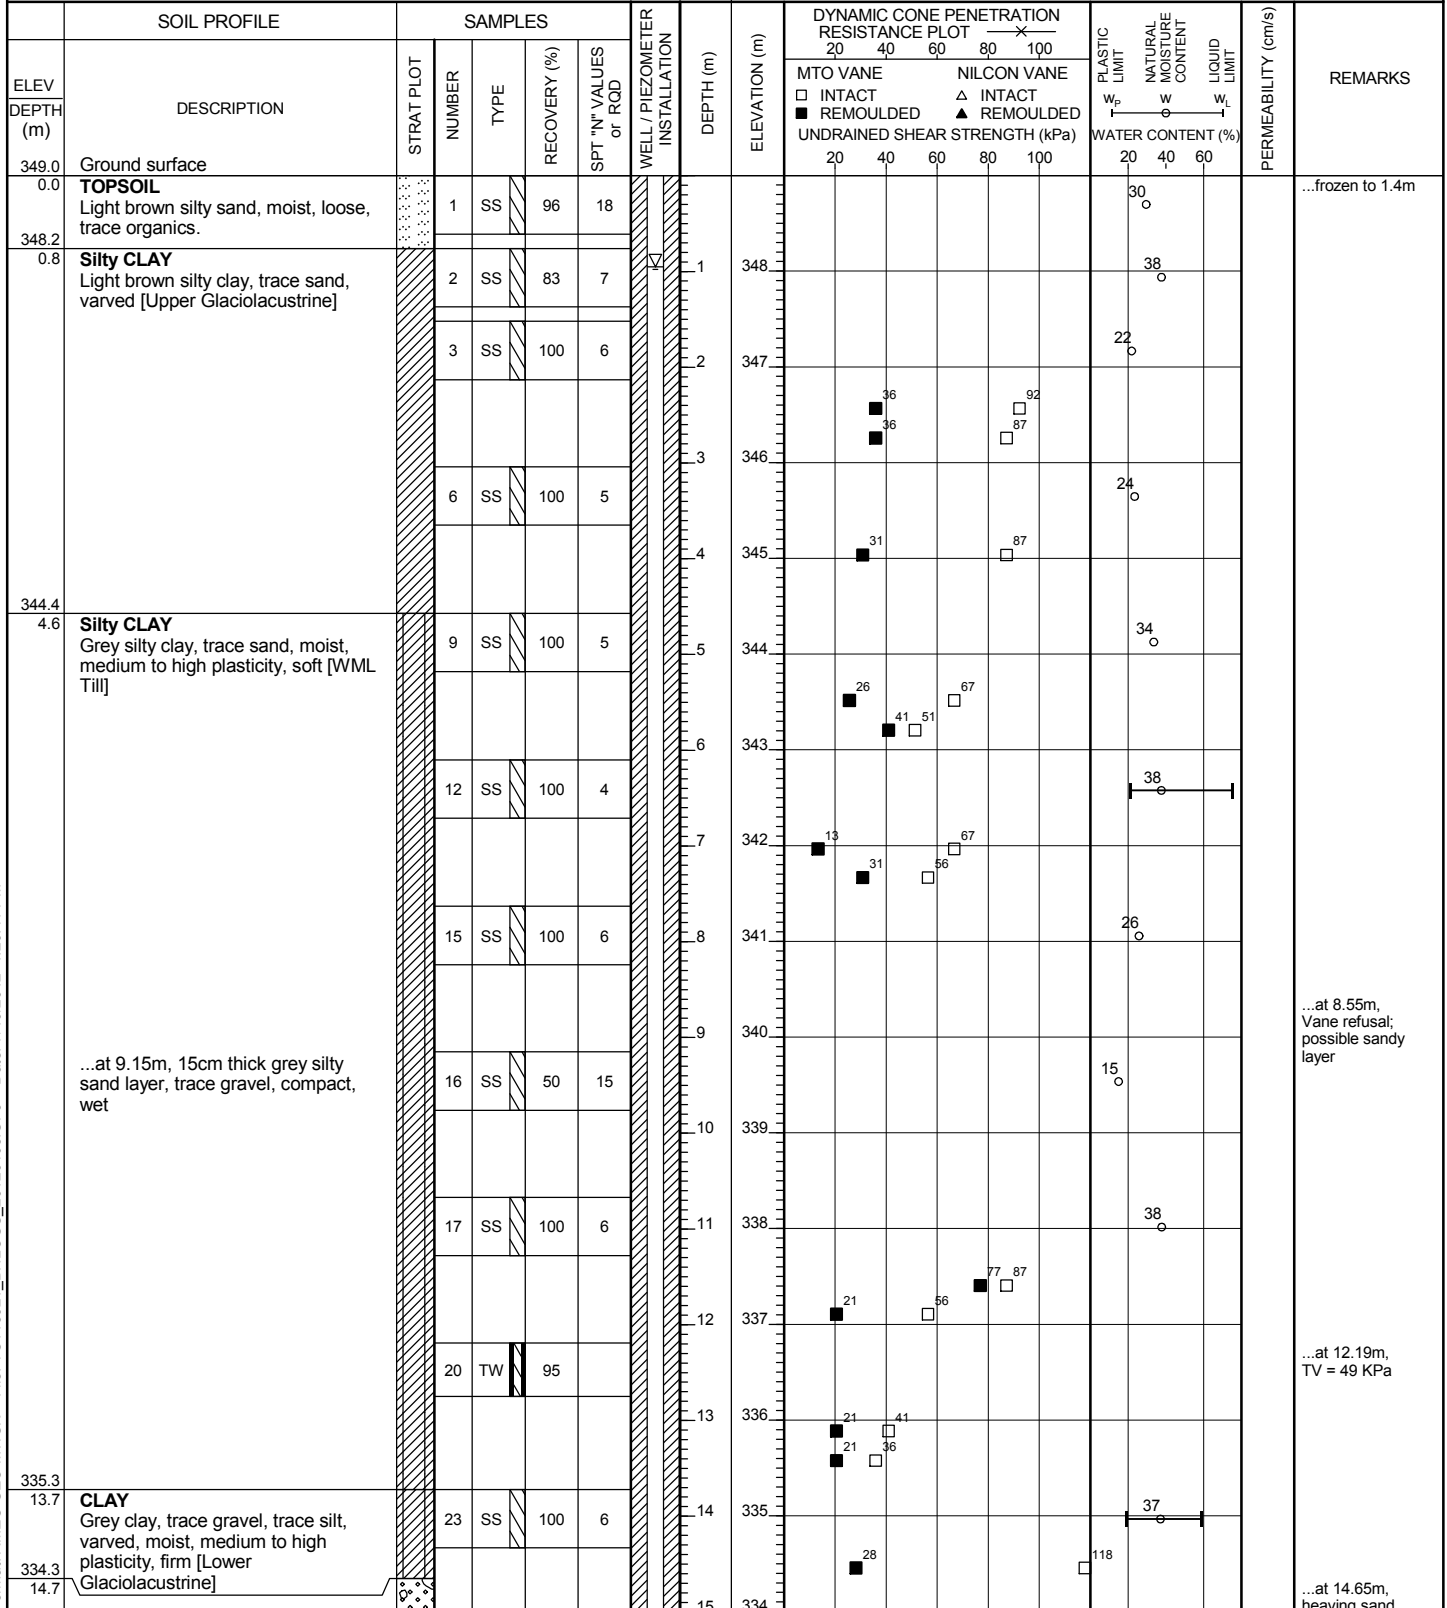 SOIL PROFILE
SAMPLES
WELL / PIEZOMETER
INSTALLATION
DEPTH (m)
ELEVATION (m)
DYNAMIC CONE PENETRATION
RESISTANCE PLOT
20 40 60 80 100
MTO VANE NILCON VANE
INTACT INTACT
REMOULDED REMOULDED
UNDRAINED SHEAR STRENGTH (kPa)
20 40 60 80 100
PLASTIC
LIMIT
NATURAL
MOISTURE
CONTENT
LIQUID
LIMIT
WP W WL
WATER CONTENT (%)
20 40 60
PERMEABILITY (cm/s)
REMARKS
ELEV
DEPTH
(m)
DESCRIPTION
STRAT PLOT
NUMBER
TYPE
RECOVERY (%)
SPT "N" VALUES
or RQD
349.0 Ground surface
0.0 TOPSOIL
Light brown silty sand, moist, loose,
trace organics.
348.2
0.8 Silty CLAY
Light brown silty clay, trace sand,
varved [Upper Glaciolacustrine]
344.4
4.6 Silty CLAY
Grey silty clay, trace sand, moist,
medium to high plasticity, soft [WML
Till]
...at 9.15m, 15cm thick grey silty
sand layer, trace gravel, compact,
wet
335.3
13.7 CLAY
Grey clay, trace gravel, trace silt,
varved, moist, medium to high
plasticity, firm [Lower
Glaciolacustrine]
334.3
14.7
1 SS 96 18
2 SS 83 7
3 SS 100 6
6 SS 100 5
9 SS 100 5
12 SS 100 4
15 SS 100 6
16 SS 50 15
17 SS 100 6
20 TW 95
23 SS 100 6
1 348
2 347
3 346
4 345
5 344
6 343
7 342
8 341
9 340
10 339
11 338
12 337
13 336
14 335
15 334
36 92
36 87
31 87
26 67
41 51
13 67
31 56
77 87
21 56
21 41
21 36
28 118
30
38
22
24
34
38
26
15
38
37
...frozen to 1.4m
...at 8.55m,
Vane refusal;
possible sandy
layer
...at 12.19m,
TV = 49 KPa
...at 14.65m,
heaving sand